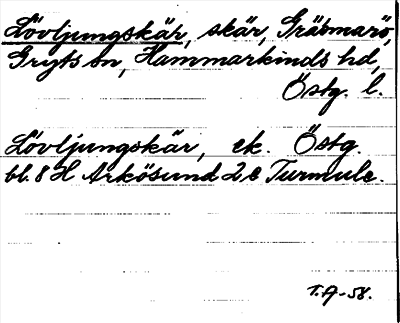 Lövljungskär, skär, Gräsmarö,
Gryts sn, Hammarkinds hd,
Östg. l.
Lövljungskär, ek. Östg.
bl. 8 H Arkösund 2 e Turmule.
T.A-58.